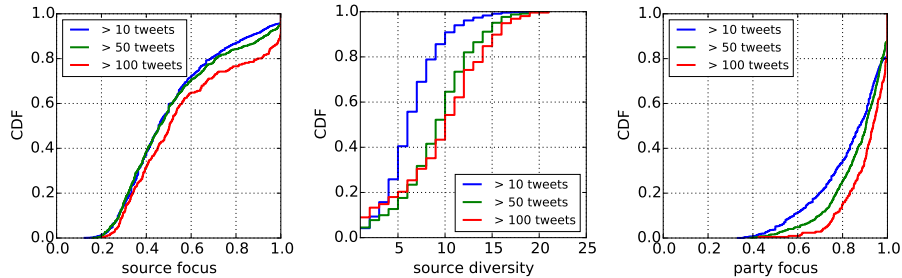 1.0
0.8
0.6
0.4
0.2
0.0
CDF
> 10 tweets
> 50 tweets
> 100 tweets
0.0 0.2 0.4 0.6 0.8 1.0
source focus
1.0
0.8
0.6
0.4
0.2
0.0
CDF
> 10 tweets
> 50 tweets
> 100 tweets
5 10 15 20 25
source diversity
1.0
0.8
0.6
0.4
0.2
0.0
CDF
> 10 tweets
> 50 tweets
> 100 tweets
0.0 0.2 0.4 0.6 0.8 1.0
party focus